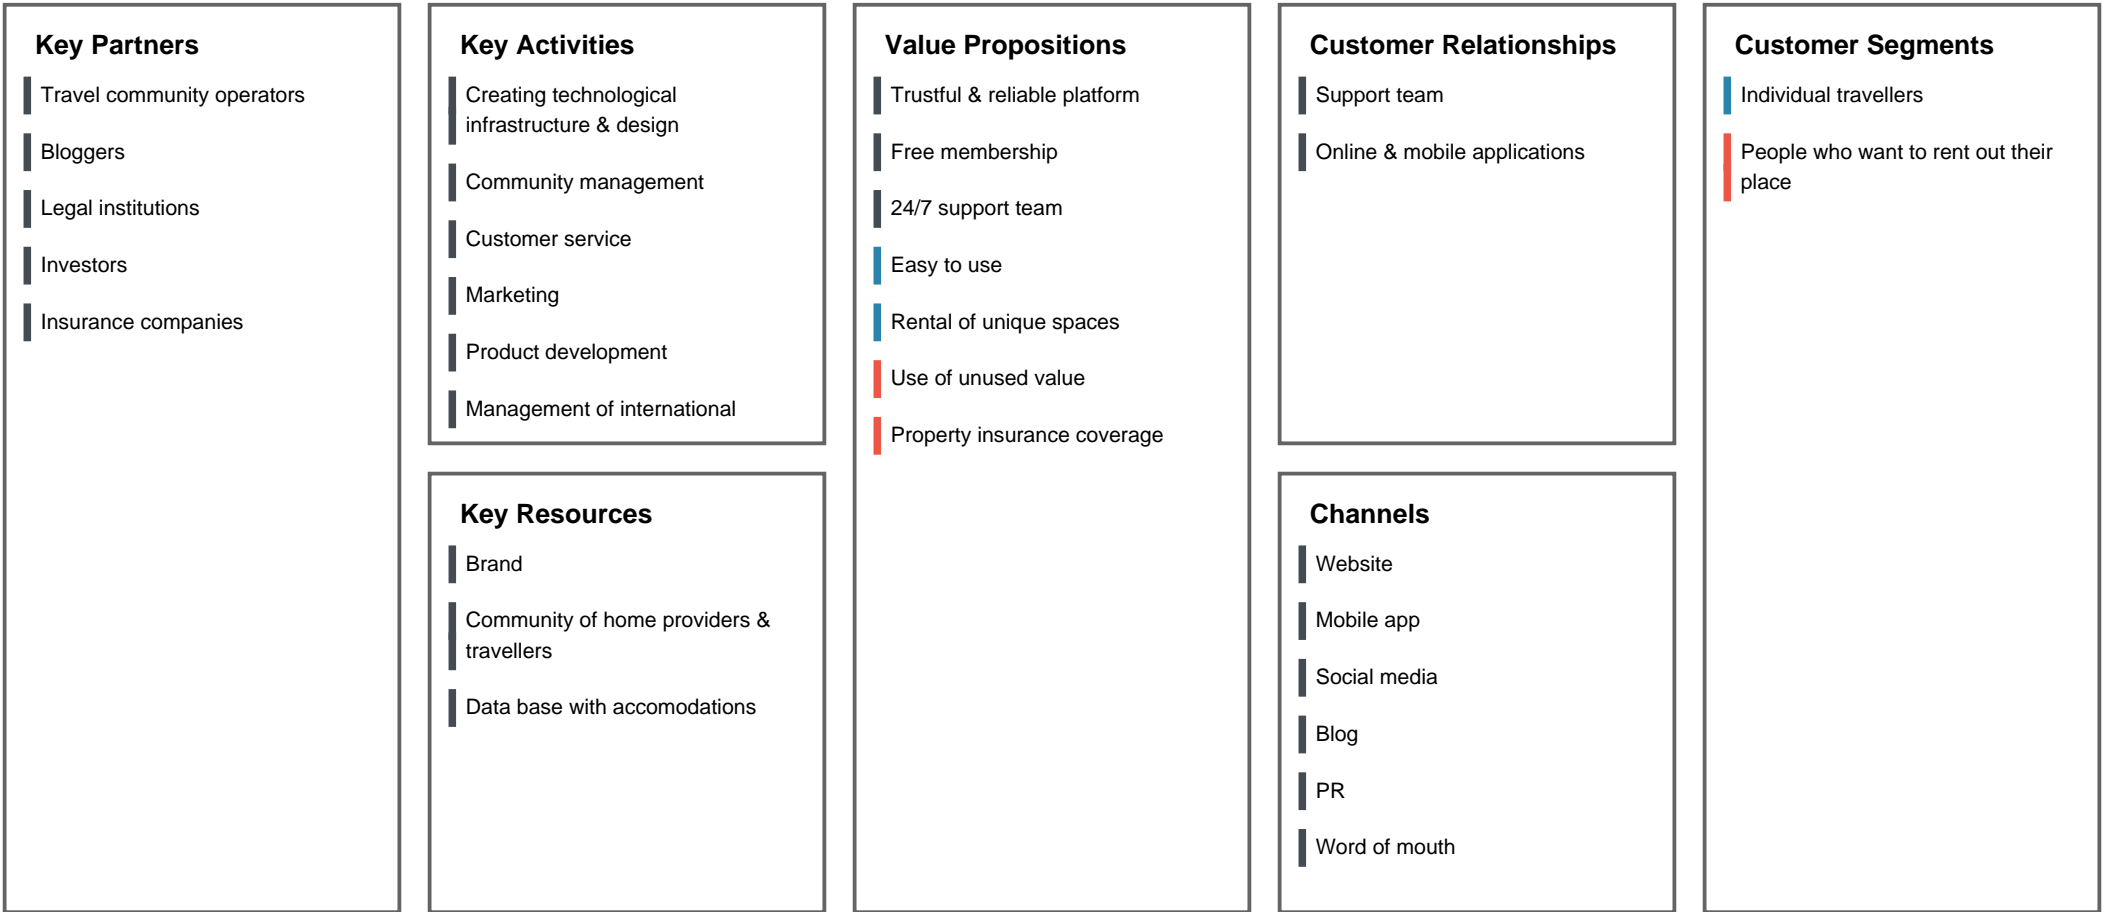 Key Partners
Travel community operators
Bloggers
Legal institutions
Investors
Insurance companies
Key Activities
Creating technological
infrastructure & design
Community management
Customer service
Marketing
Product development
Management of international
Key Resources
Brand
Community of home providers &
travellers
Data base with accomodations
Value Propositions
Trustful & reliable platform
Free membership
24/7 support team
Easy to use
Rental of unique spaces
Use of unused value
Property insurance coverage
Customer Relationships
Support team
Online & mobile applications
Channels
Website
Mobile app
Social media
Blog
PR
Word of mouth
Customer Segments
Individual travellers
People who want to rent out their
place